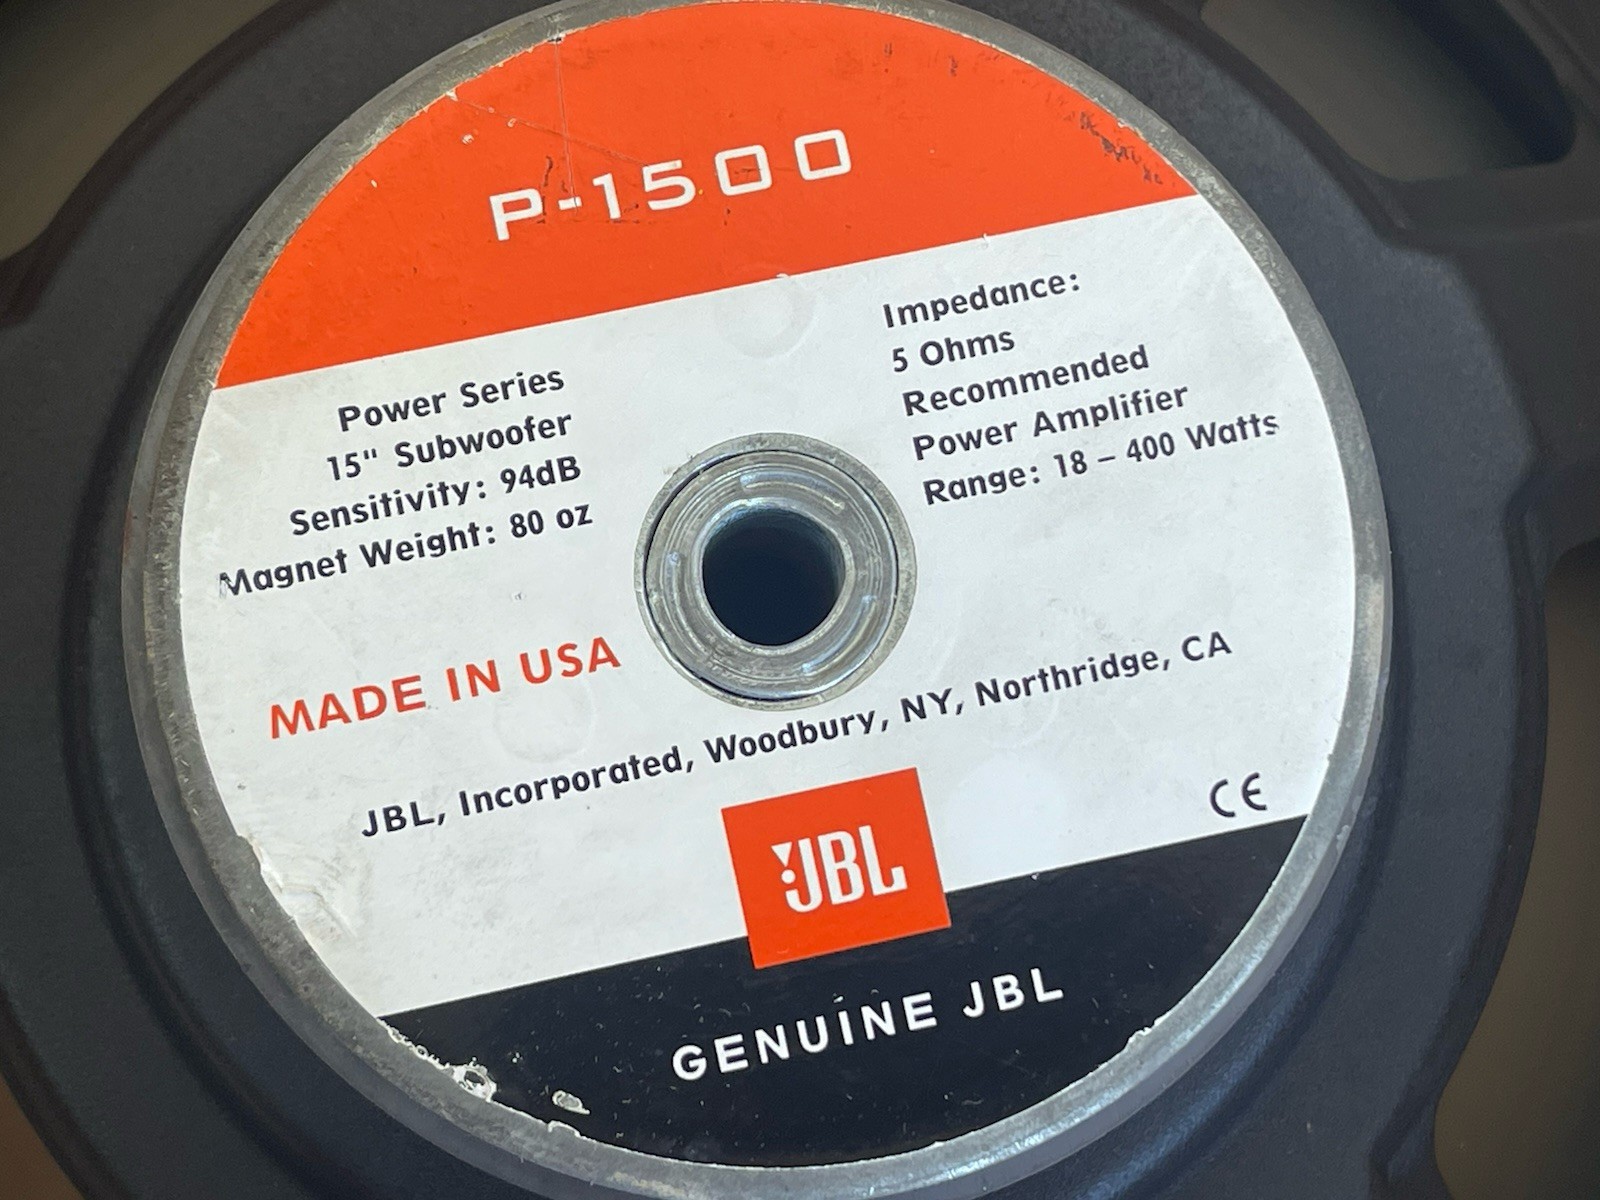 P-1500
Power Series
15" Subwoofer
Sensitivity: 94dB
Magnet Weight: 80 oz
Impedance:
5 Ohms
Recommended
Power Amplifier
Range: 18 – 400 Watts
MADE IN USA
JBL, Incorporated, Woodbury, NY, Northridge, CA
CE
JBL
GENUINE JBL